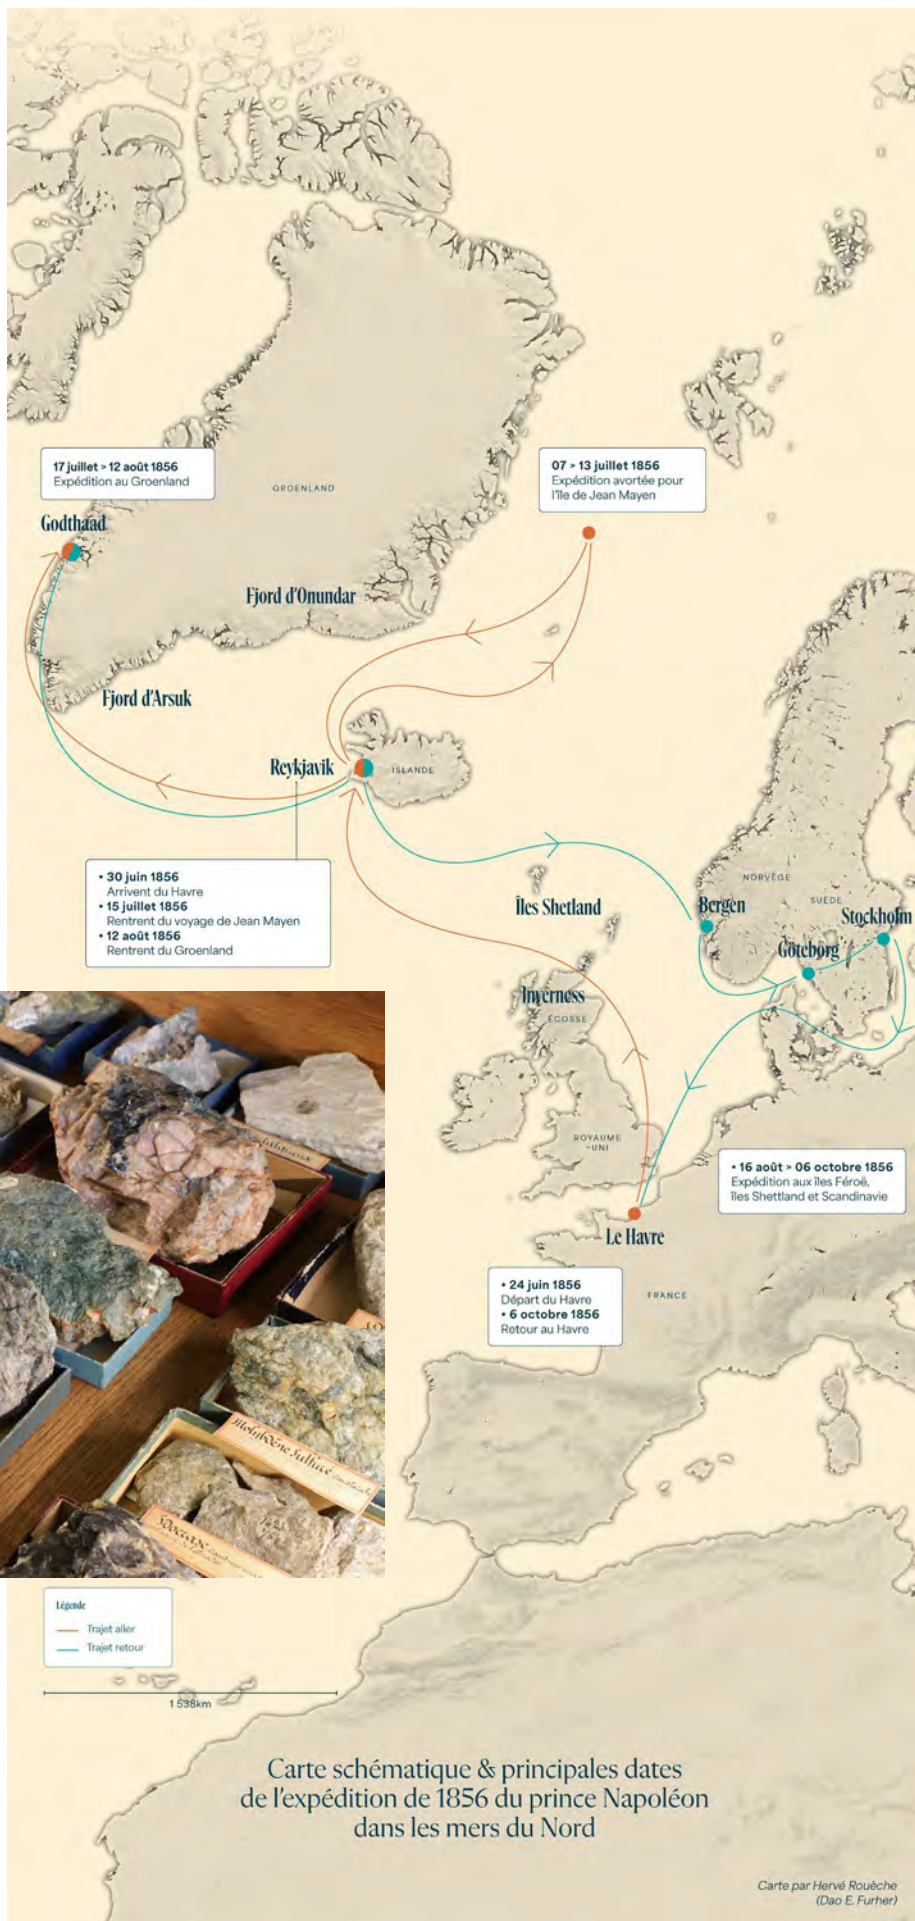 17 juillet > 12 août 1856
Expédition au Groenland
07 > 13 juillet 1856
Expédition avortée pour
l'île de Jean Mayen
GROENLAND
Godthaad
Fjord d'Onundar
Fjord d'Arsuk
Reykjavik
ISLANDE
• 30 juin 1856
Arrivent du Havre
• 15 juillet 1856
Rentrent du voyage de Jean Mayen
• 12 août 1856
Rentrent du Groenland
NORVÈGE
SUÈDE
Îles Shetland
Bergen
Stockholm
Göteborg
Inverness
ÉCOSSE
ROYAUME
-UNI
• 16 août > 06 octobre 1856
Expédition aux îles Féroë,
îles Shettland et Scandinavie
Le Havre
• 24 juin 1856
Départ du Havre
• 6 octobre 1856
Retour au Havre
FRANCE
Molybdène Sulfuré
Légende
Trajet aller
Trajet retour
1 538km
Carte schématique & principales dates
de l'expédition de 1856 du prince Napoléon
dans les mers du Nord
Carte par Hervé Rouèche
(Dao E. Furher)